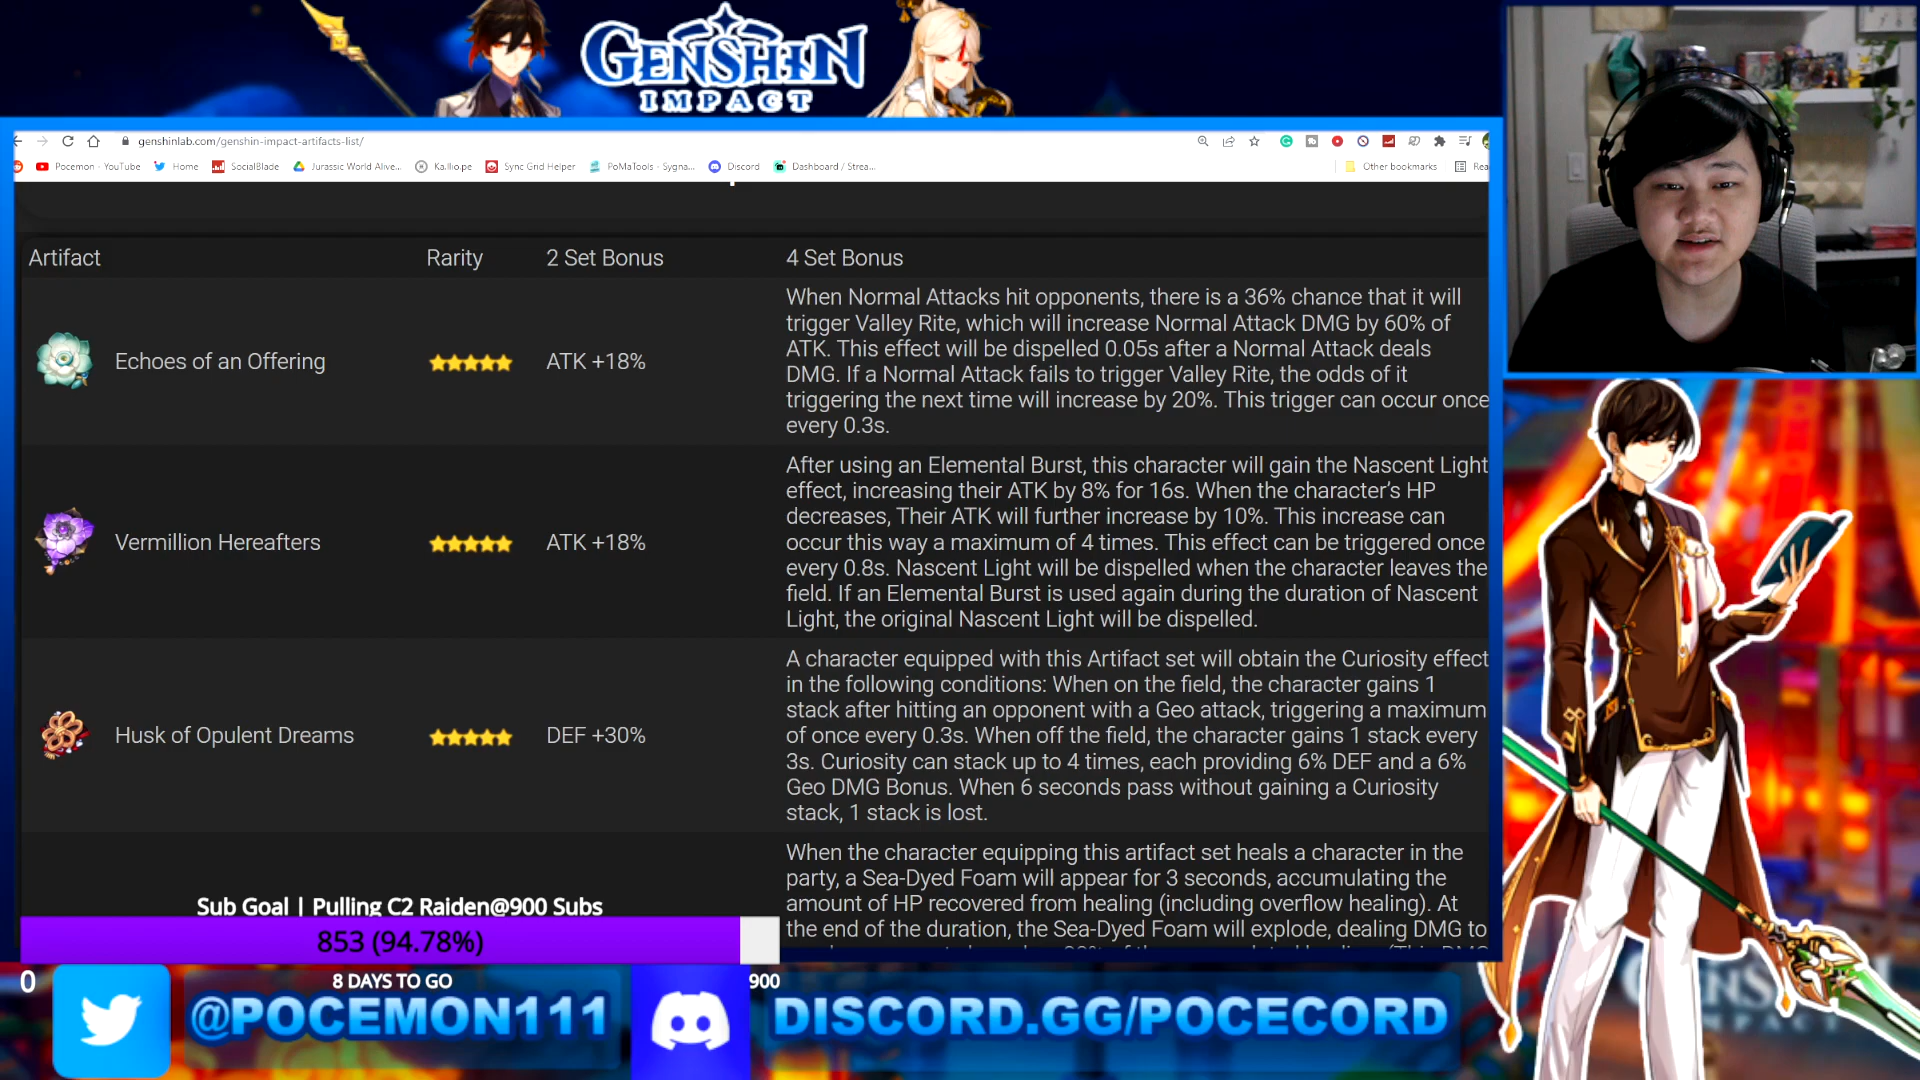 GENSHIN
IMPACT
genshinlab.com/genshin-impact-artifacts-list/
Pocemon - YouTube
Home
SocialBlade
Jurassic World Alive...
Ka.llio.pe
Sync Grid Helper
PoMaTools - Sygna...
Discord
Dashboard / Strea...
Other bookmarks
Rea
Artifact
Rarity
2 Set Bonus
4 Set Bonus
Echoes of an Offering
ATK +18%
When Normal Attacks hit opponents, there is a 36% chance that it will
trigger Valley Rite, which will increase Normal Attack DMG by 60% of
ATK. This effect will be dispelled 0.05s after a Normal Attack deals
DMG. If a Normal Attack fails to trigger Valley Rite, the odds of it
triggering the next time will increase by 20%. This trigger can occur once
every 0.3s.
Vermillion Hereafters
ATK +18%
After using an Elemental Burst, this character will gain the Nascent Light
effect, increasing their ATK by 8% for 16s. When the character's HP
decreases, Their ATK will further increase by 10%. This increase can
occur this way a maximum of 4 times. This effect can be triggered once
every 0.8s. Nascent Light will be dispelled when the character leaves the
field. If an Elemental Burst is used again during the duration of Nascent
Light, the original Nascent Light will be dispelled.
Husk of Opulent Dreams
DEF +30%
A character equipped with this Artifact set will obtain the Curiosity effect
in the following conditions: When on the field, the character gains 1
stack after hitting an opponent with a Geo attack, triggering a maximum
of once every 0.3s. When off the field, the character gains 1 stack every
3s. Curiosity can stack up to 4 times, each providing 6% DEF and a 6%
Geo DMG Bonus. When 6 seconds pass without gaining a Curiosity
stack, 1 stack is lost.
When the character equipping this artifact set heals a character in the
party, a Sea-Dyed Foam will appear for 3 seconds, accumulating the
amount of HP recovered from healing (including overflow healing). At
the end of the duration, the Sea-Dyed Foam will explode, dealing DMG to
Sub Goal | Pulling C2 Raiden@900 Subs
853 (94.78%)
0
8 DAYS TO GO
900
@POCEMON111
DISCORD.GG/POCECORD